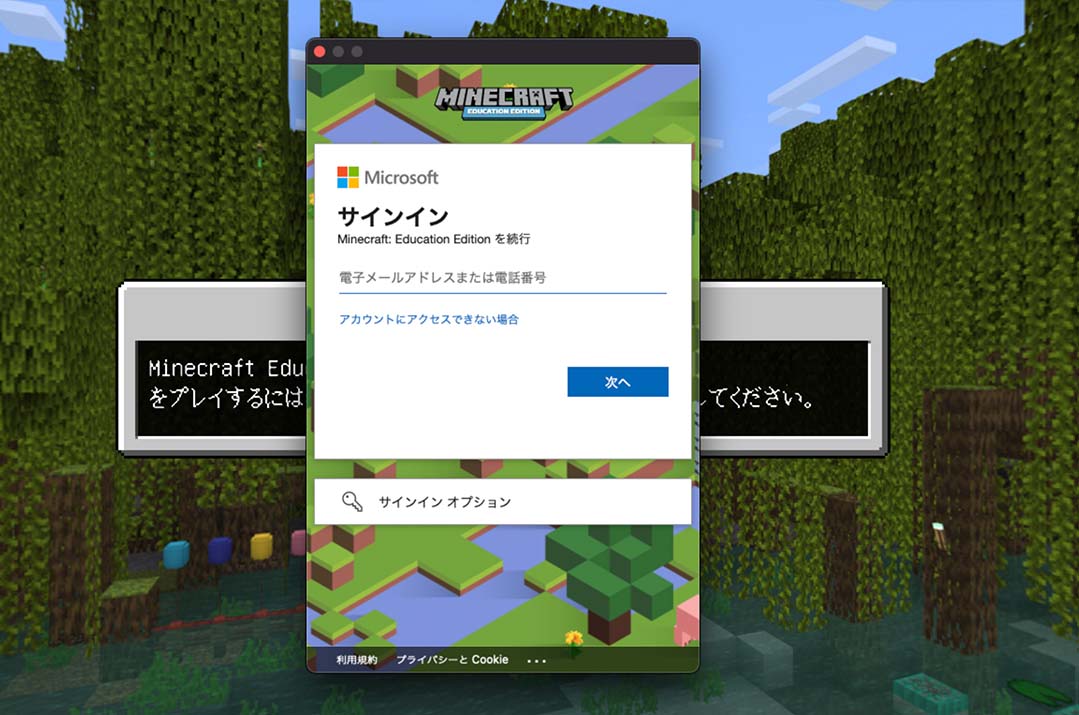 MINECRAFT
EDUCATION EDITION
Microsoft
サインイン
Minecraft: Education Edition を続行
電子メールアドレスまたは電話番号
アカウントにアクセスできない場合
次へ
Minecraft Edu
をプレイするには
てください。
サインイン オプション
利用規約 プライバシーと Cookie ...